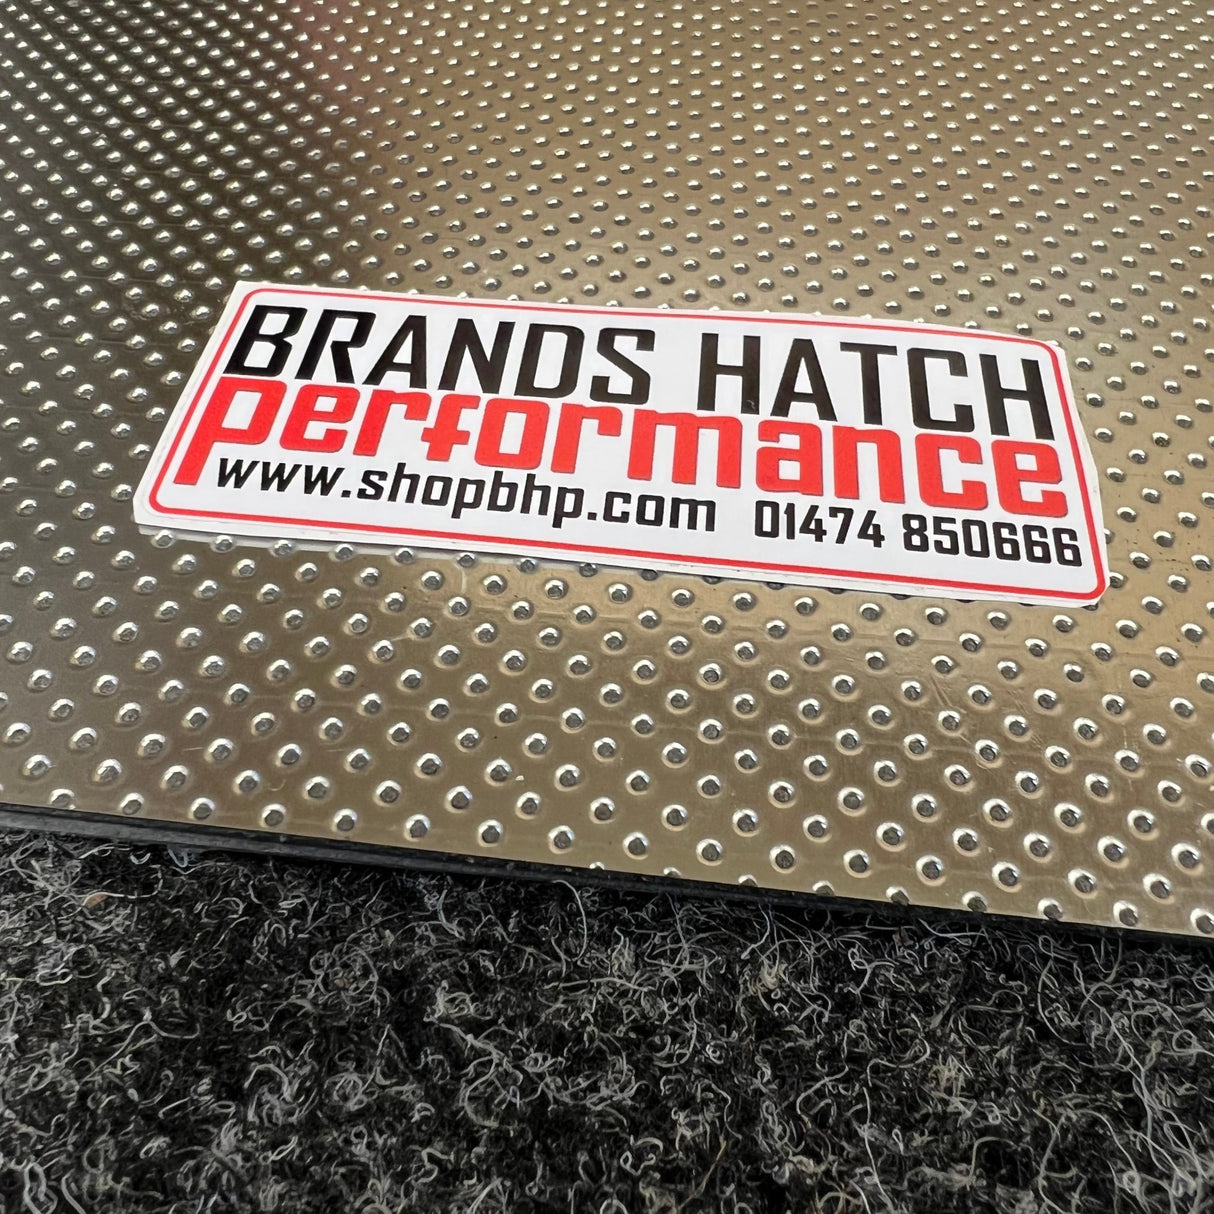 BRANDS HATCH
performance
www.shopbhp.com 01474 850666